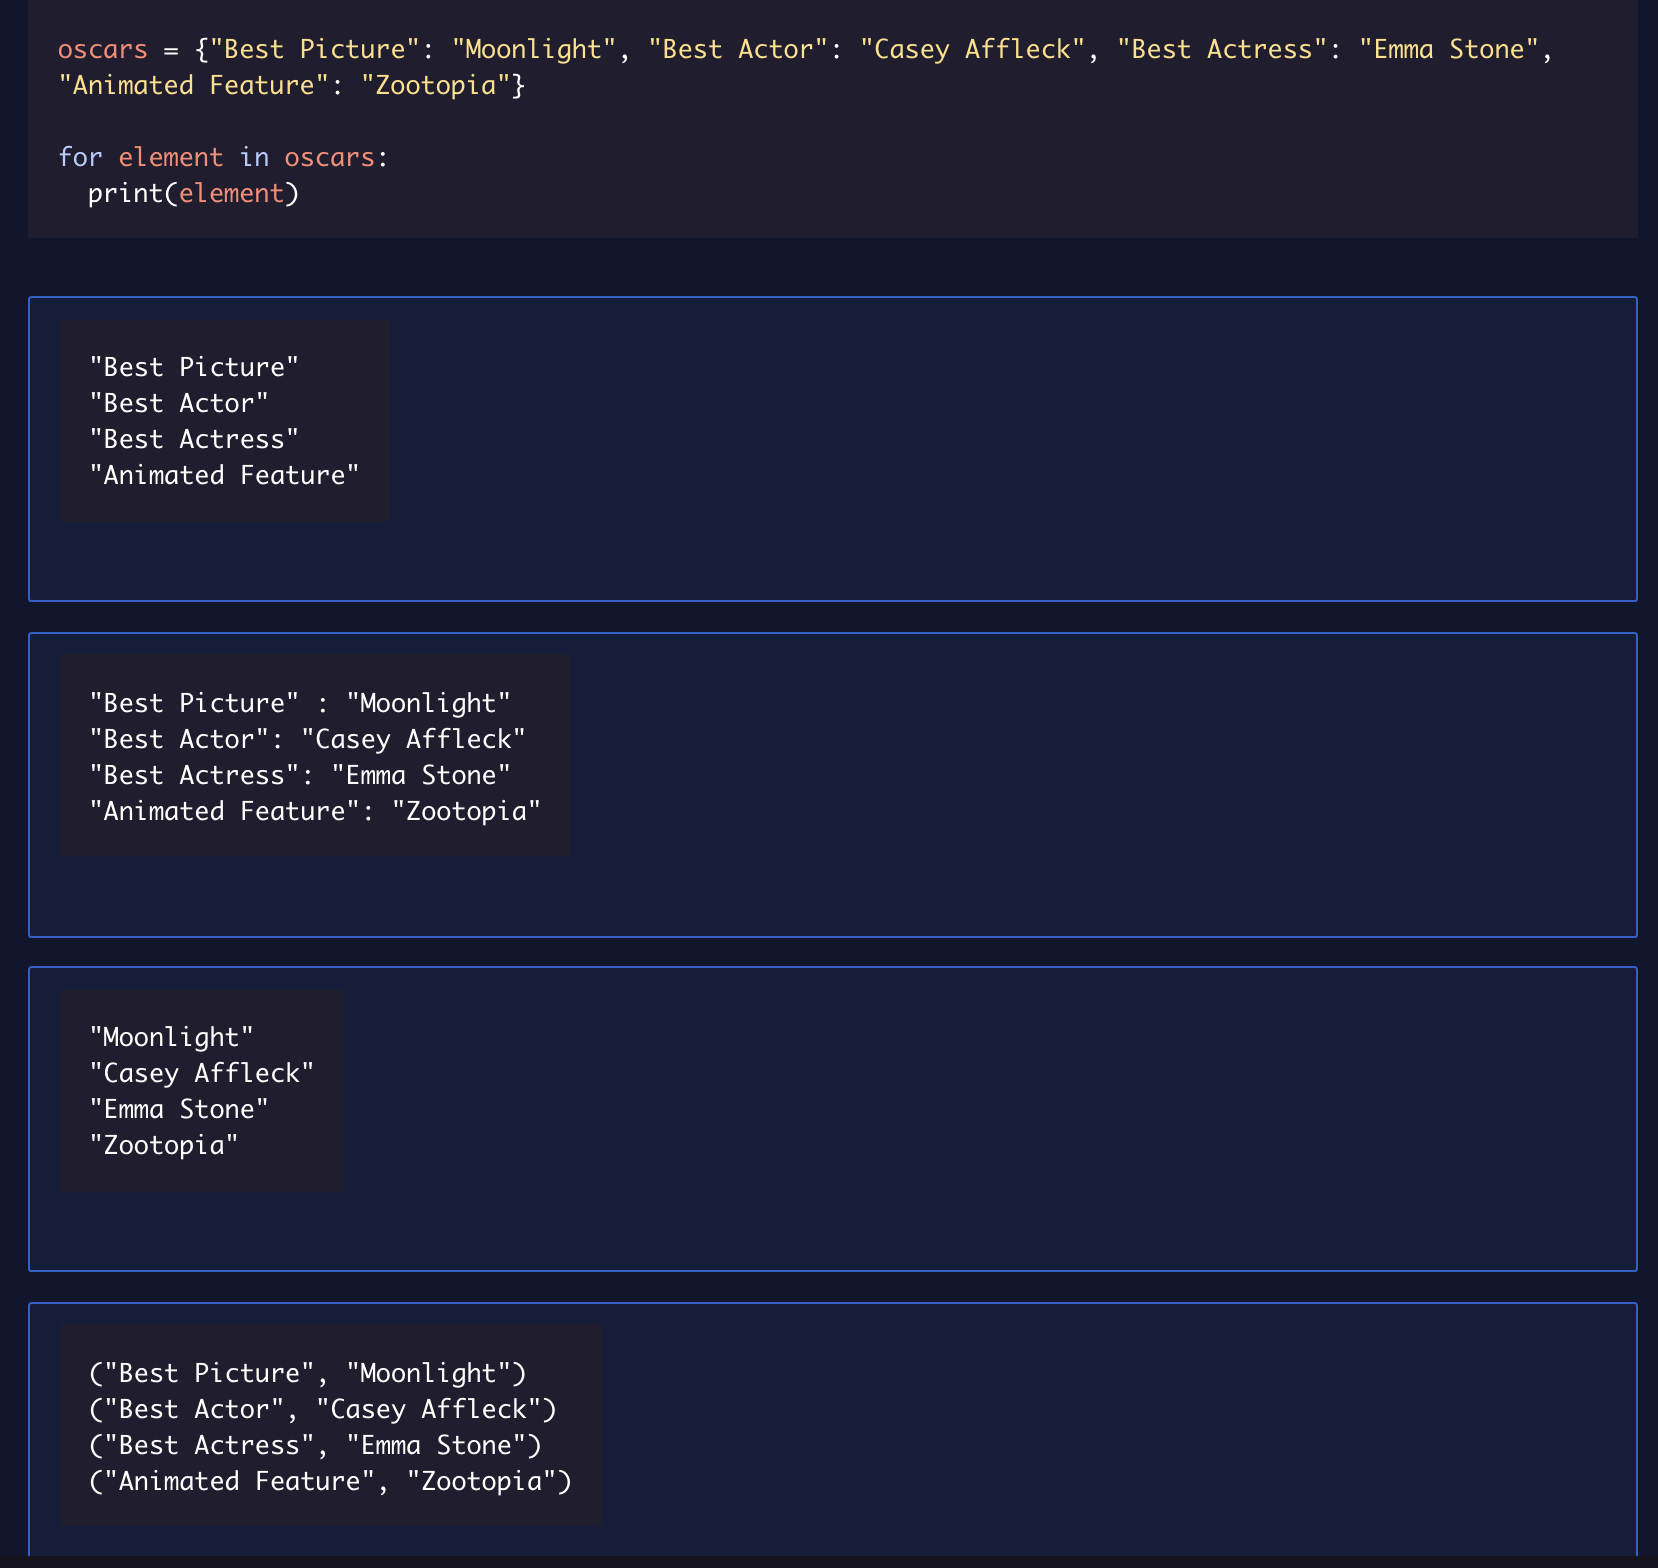 oscars = {"Best Picture": "Moonlight", "Best Actor": "Casey Affleck", "Best Actress": "Emma Stone",
"Animated Feature": "Zootopia"}
for element in oscars:
  print(element)
"Best Picture"
"Best Actor"
"Best Actress"
"Animated Feature"
"Best Picture" : "Moonlight"
"Best Actor": "Casey Affleck"
"Best Actress": "Emma Stone"
"Animated Feature": "Zootopia"
"Moonlight"
"Casey Affleck"
"Emma Stone"
"Zootopia"
("Best Picture", "Moonlight")
("Best Actor", "Casey Affleck")
("Best Actress", "Emma Stone")
("Animated Feature", "Zootopia")